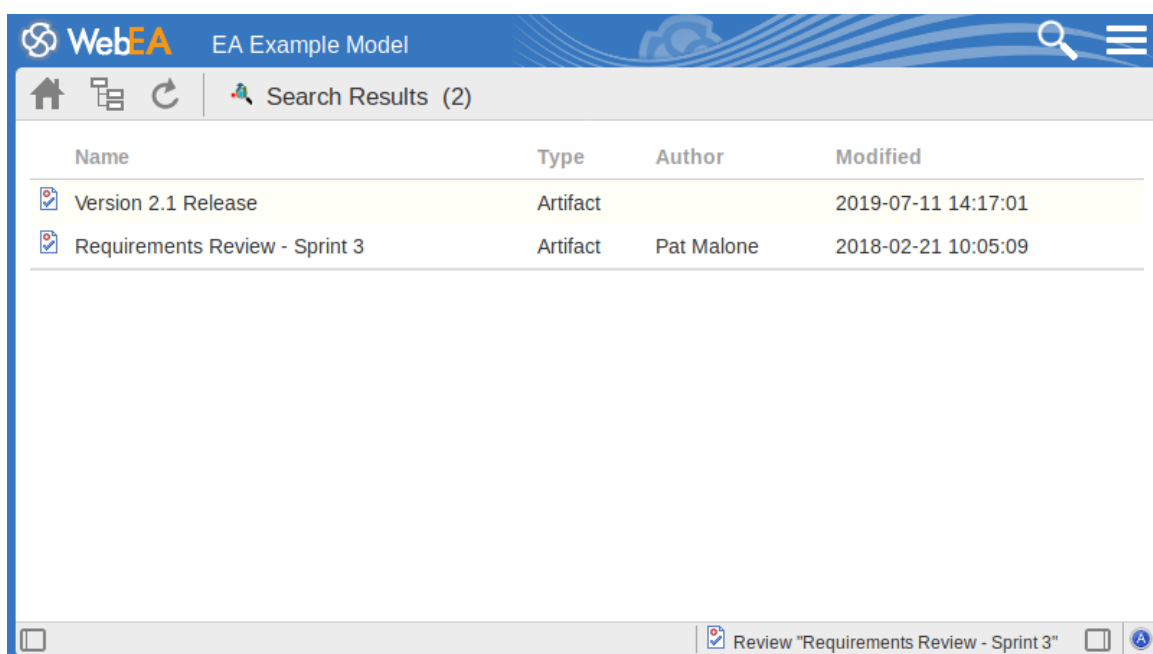 WebEA EA Example Model
Search Results (2)
Name Type Author Modified
Version 2.1 Release Artifact 2019-07-11 14:17:01
Requirements Review - Sprint 3 Artifact Pat Malone 2018-02-21 10:05:09
Review "Requirements Review - Sprint 3" A